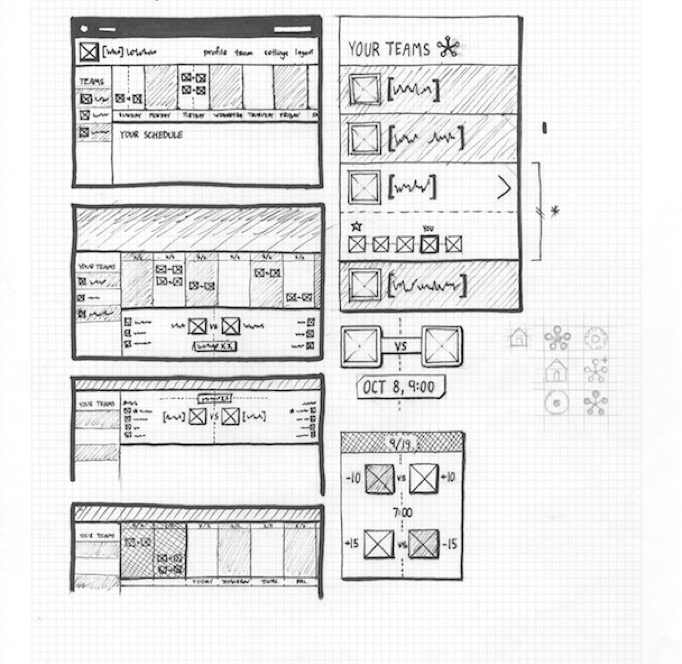 profile team settings logout
TEAMS
SUNDAY MONDAY TUESDAY WEDNESDAY THURSDAY FRIDAY
YOUR SCHEDULE
YOUR TEAMS
VS
YOUR TEAMS
VS
YOUR TEAMS
TODAY TOMORROW
YOUR TEAMS
YOU
VS
OCT 8, 9:00
9/19
-10 VS +10
7:00
+15 VS -15